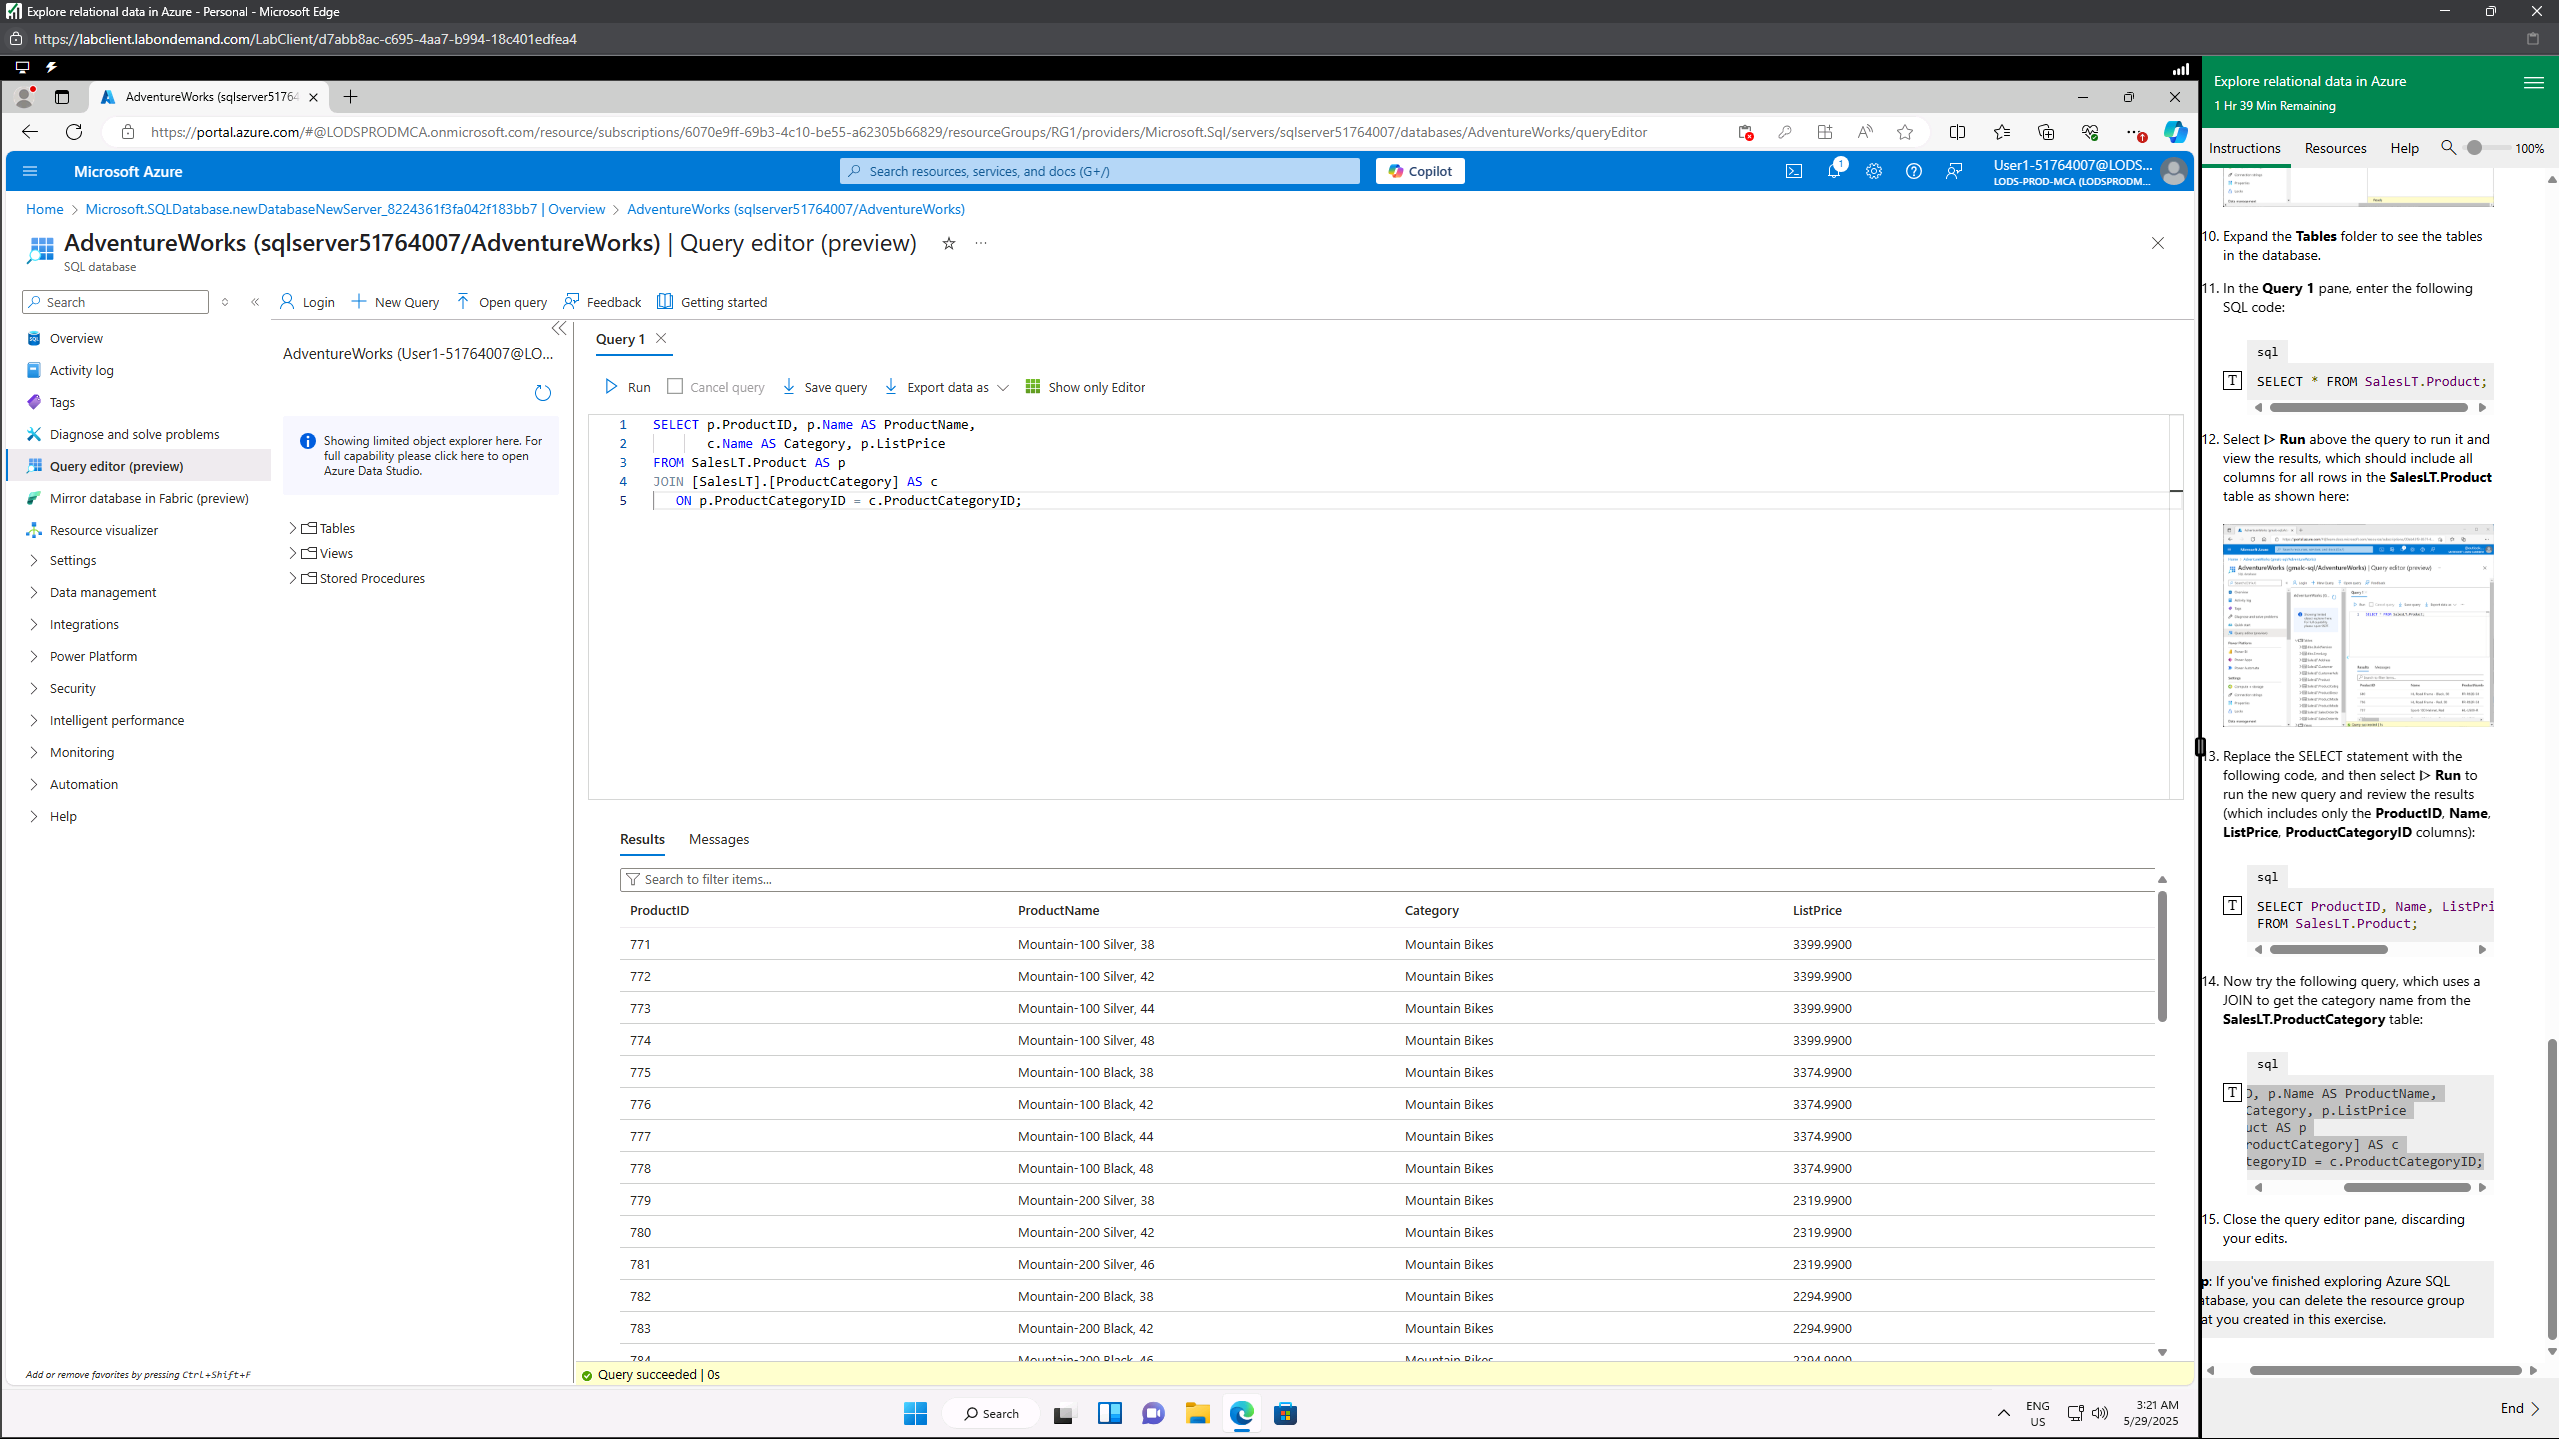 Explore relational data in Azure - Personal - Microsoft Edge
https://labclient.labondemand.com/LabClient/d7abb8ac-c695-4aa7-b994-18c401edfea4
AdventureWorks (sqlserver51764
https://portal.azure.com/#@LODSPRODMCA.onmicrosoft.com/resource/subscriptions/6070e9ff-69b3-4c10-be55-a62305b66829/resourceGroups/RG1/providers/Microsoft.Sql/servers/sqlserver51764007/databases/AdventureWorks/queryEditor
Microsoft Azure
Search resources, services, and docs (G+/)
Copilot
1
User1-51764007@LODS...
LODS-PROD-MCA (LODSPRODM...
Home > Microsoft.SQLDatabase.newDatabaseNewServer_8224361f3fa042f183bb7 | Overview > AdventureWorks (sqlserver51764007/AdventureWorks)
AdventureWorks (sqlserver51764007/AdventureWorks) | Query editor (preview)
SQL database
Search
Login
New Query
Open query
Feedback
Getting started
Overview
Activity log
Tags
Diagnose and solve problems
Query editor (preview)
Mirror database in Fabric (preview)
Resource visualizer
Settings
Data management
Integrations
Power Platform
Security
Intelligent performance
Monitoring
Automation
Help
Add or remove favorites by pressing Ctrl+Shift+F
AdventureWorks (User1-51764007@LO...
Showing limited object explorer here. For
full capability please click here to open
Azure Data Studio.
Tables
Views
Stored Procedures
Query 1
Run
Cancel query
Save query
Export data as
Show only Editor
1 SELECT p.ProductID, p.Name AS ProductName,
2 c.Name AS Category, p.ListPrice
3 FROM SalesLT.Product AS p
4 JOIN [SalesLT].[ProductCategory] AS c
5 ON p.ProductCategoryID = c.ProductCategoryID;
Results Messages
Search to filter items...
ProductID ProductName Category ListPrice
771 Mountain-100 Silver, 38 Mountain Bikes 3399.9900
772 Mountain-100 Silver, 42 Mountain Bikes 3399.9900
773 Mountain-100 Silver, 44 Mountain Bikes 3399.9900
774 Mountain-100 Silver, 48 Mountain Bikes 3399.9900
775 Mountain-100 Black, 38 Mountain Bikes 3374.9900
776 Mountain-100 Black, 42 Mountain Bikes 3374.9900
777 Mountain-100 Black, 44 Mountain Bikes 3374.9900
778 Mountain-100 Black, 48 Mountain Bikes 3374.9900
779 Mountain-200 Silver, 38 Mountain Bikes 2319.9900
780 Mountain-200 Silver, 42 Mountain Bikes 2319.9900
781 Mountain-200 Silver, 46 Mountain Bikes 2319.9900
782 Mountain-200 Black, 38 Mountain Bikes 2294.9900
783 Mountain-200 Black, 42 Mountain Bikes 2294.9900
784 Mountain-200 Black, 46 Mountain Bikes 2294.9900
Query succeeded | 0s
Search
ENG
US
3:21 AM
5/29/2025
Explore relational data in Azure
1 Hr 39 Min Remaining
Instructions Resources Help 100%
10. Expand the Tables folder to see the tables
in the database.
11. In the Query 1 pane, enter the following
SQL code:
sql
T
SELECT * FROM SalesLT.Product;
12. Select Run above the query to run it and
view the results, which should include all
columns for all rows in the SalesLT.Product
table as shown here:
AdventureWorks (gmalc-sql/AdventureWorks) | Query editor (preview)
13. Replace the SELECT statement with the
following code, and then select Run to
run the new query and review the results
(which includes only the ProductID, Name,
ListPrice, ProductCategoryID columns):
sql
T
SELECT ProductID, Name, ListPri
FROM SalesLT.Product;
14. Now try the following query, which uses a
JOIN to get the category name from the
SalesLT.ProductCategory table:
sql
T
D, p.Name AS ProductName,
Category, p.ListPrice
uct AS p
roductCategory] AS c
tegoryID = c.ProductCategoryID;
15. Close the query editor pane, discarding
your edits.
p: If you've finished exploring Azure SQL
atabase, you can delete the resource group
at you created in this exercise.
End